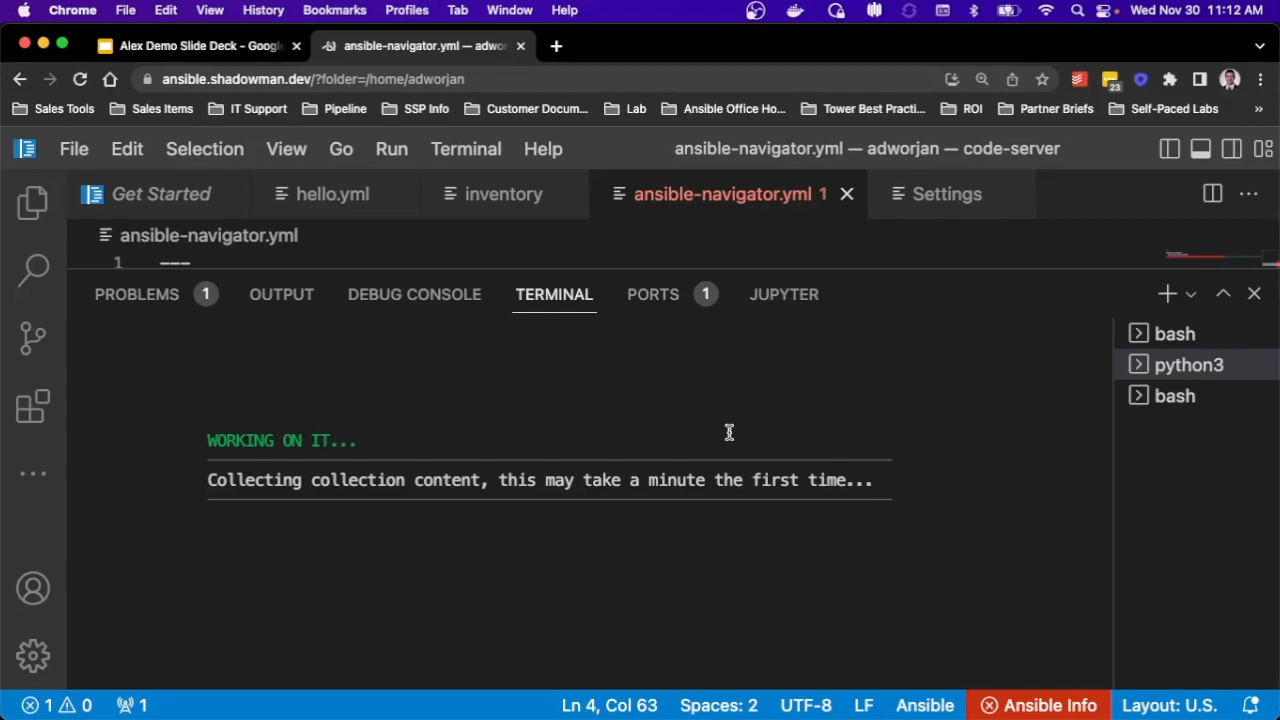 Chrome File Edit View History Bookmarks Profiles Tab Window Help Wed Nov 30 11:12 AM
Alex Demo Slide Deck - Google ansible-navigator.yml — adwor
ansible.shadowman.dev/?folder=/home/adworjan 23
Sales Tools Sales Items IT Support Pipeline SSP Info Customer Docum... Lab Ansible Office Ho... Tower Best Practi... ROI Partner Briefs Self-Paced Labs »
File Edit Selection View Go Run Terminal Help ansible-navigator.yml — adworjan — code-server
Get Started hello.yml inventory ansible-navigator.yml 1 Settings
ansible-navigator.yml
1 ---
PROBLEMS 1 OUTPUT DEBUG CONSOLE TERMINAL PORTS 1 JUPYTER
bash
python3
bash
WORKING ON IT...
Collecting collection content, this may take a minute the first time...
1 0 1 Ln 4, Col 63 Spaces: 2 UTF-8 LF Ansible Ansible Info Layout: U.S.